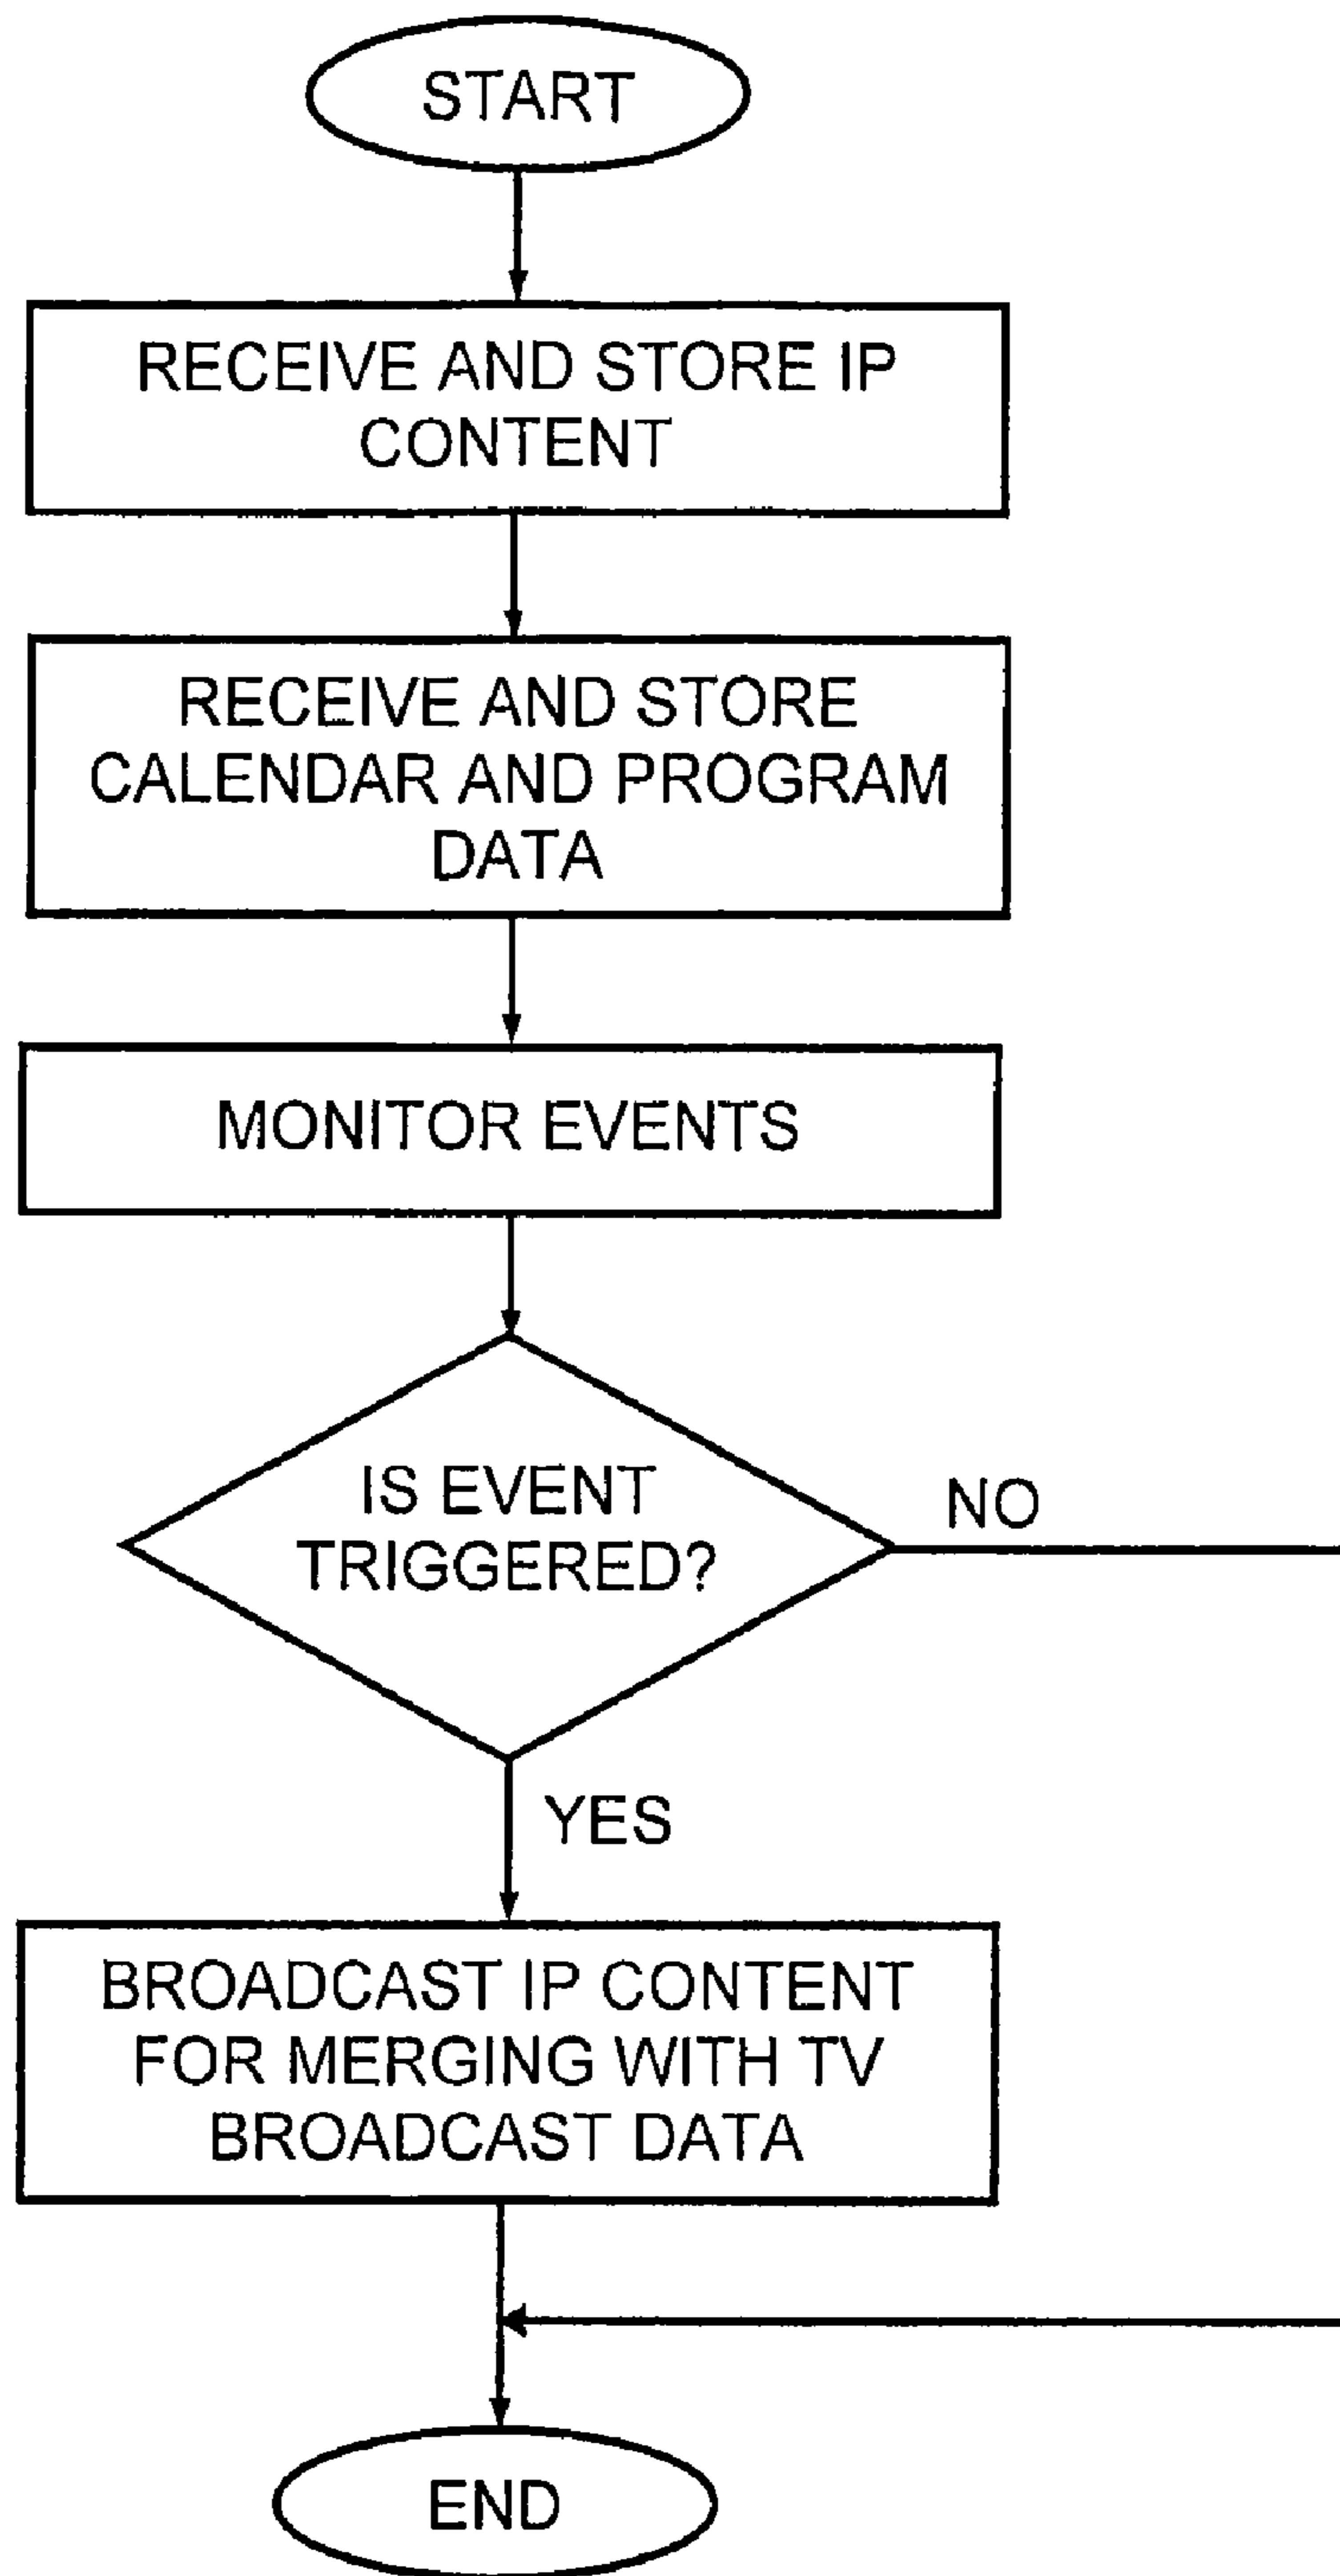 START
RECEIVE AND STORE IP
CONTENT
RECEIVE AND STORE
CALENDAR AND PROGRAM
DATA
MONITOR EVENTS
IS EVENT
TRIGGERED?
NO
YES
BROADCAST IP CONTENT
FOR MERGING WITH TV
BROADCAST DATA
END